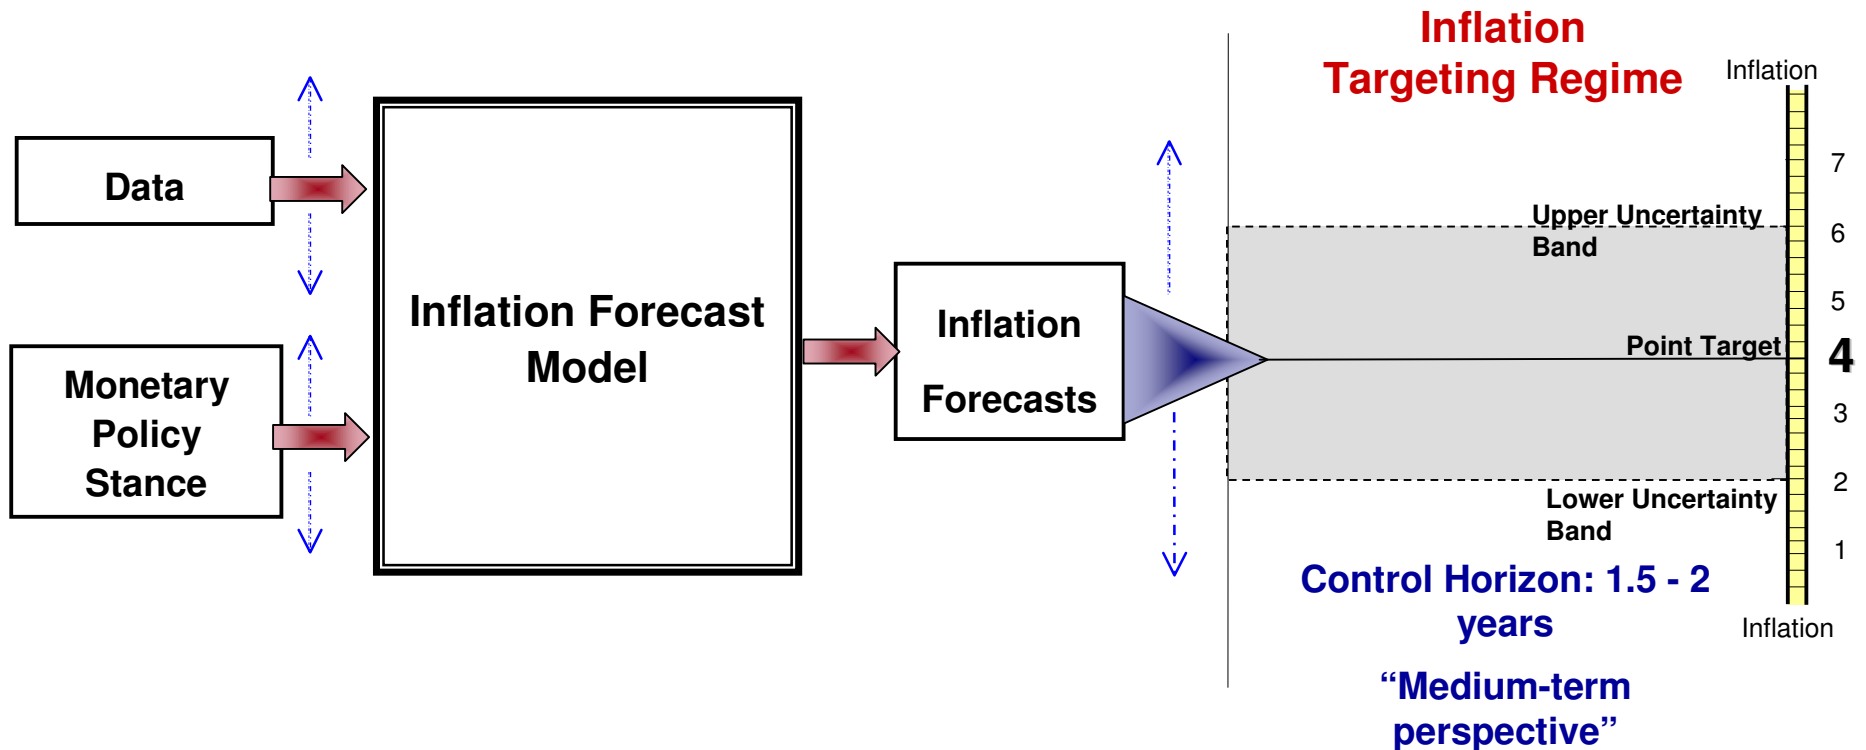 Data
Monetary
Policy
Stance
Inflation Forecast
Model
Inflation
Forecasts
Inflation
Targeting Regime
Inflation
7
Upper Uncertainty
Band
6
5
Point Target
4
3
2
Lower Uncertainty
Band
1
Inflation
Control Horizon: 1.5 - 2
years
“Medium-term
perspective”